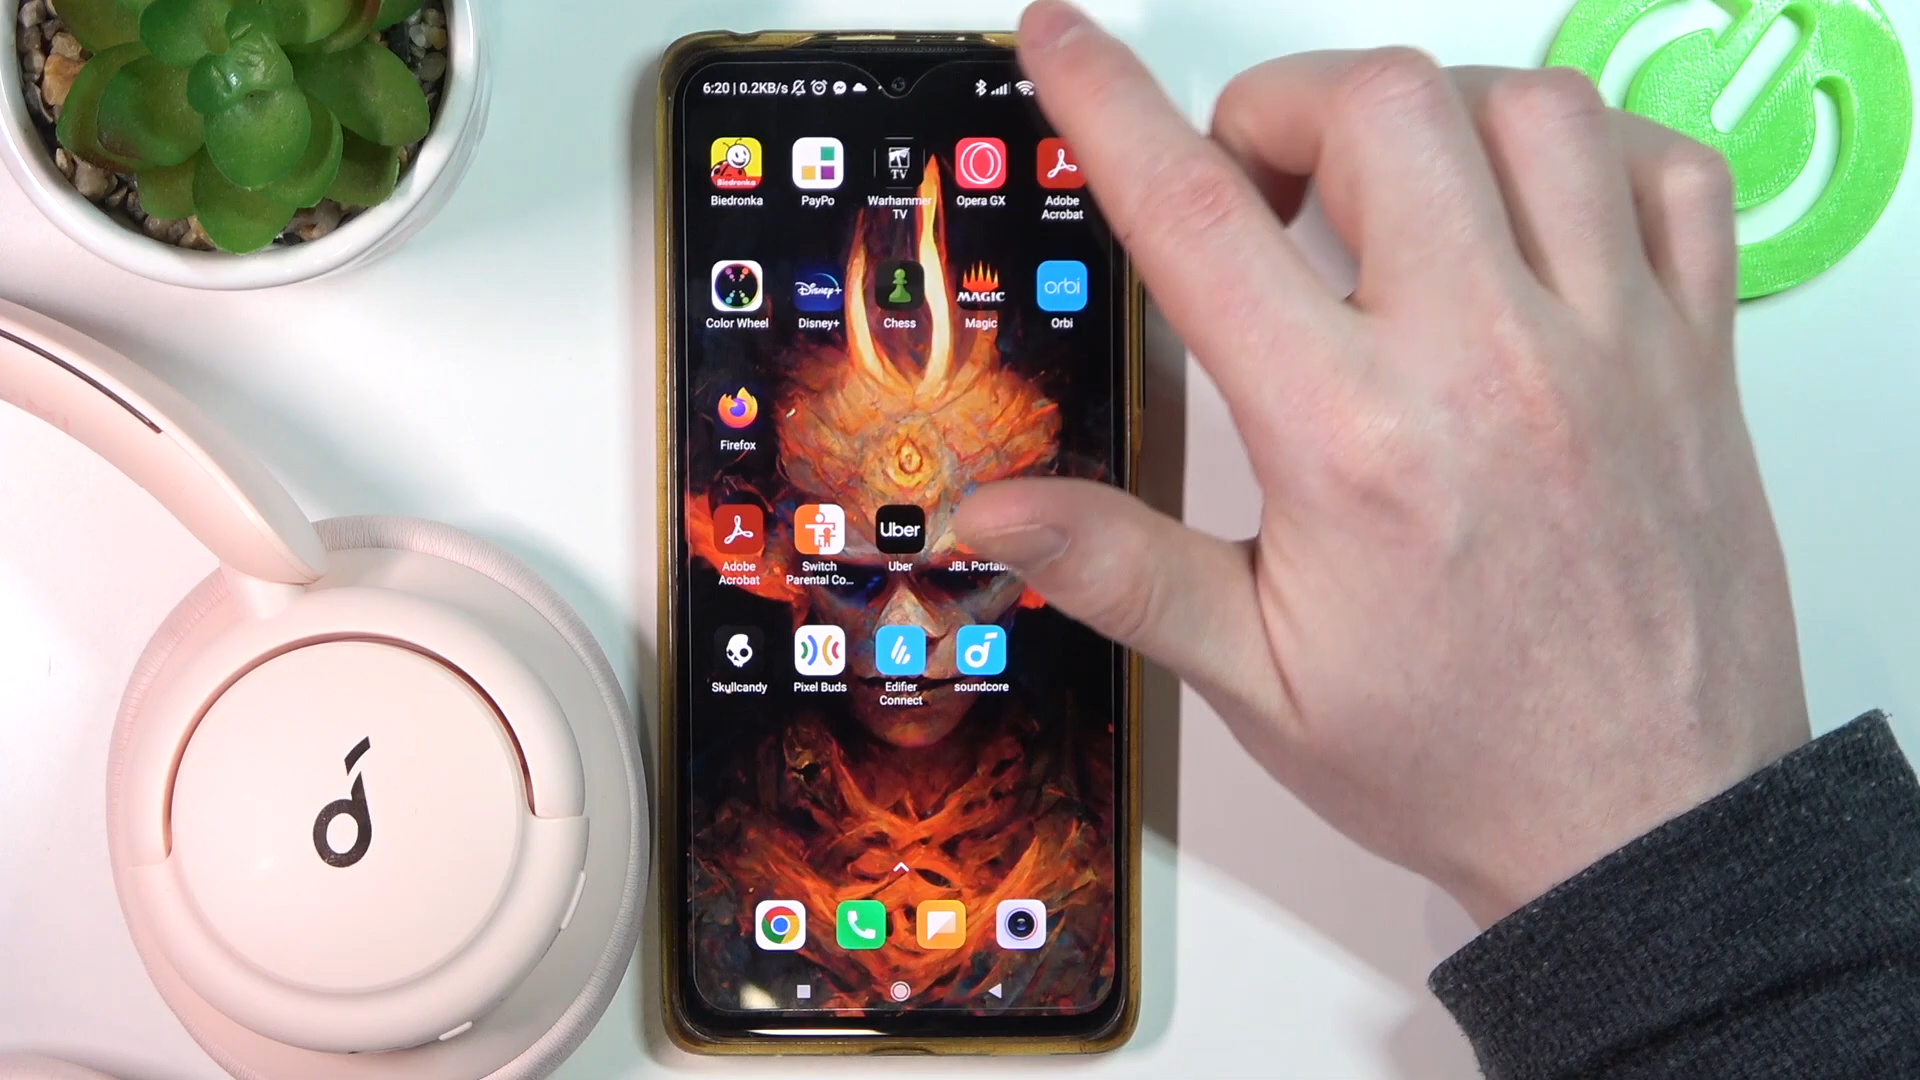 6:20 | 0.2KB/s
Biedronka
Biedronka
PayPo
TV
Warhammer
TV
Opera GX
Adobe
Acrobat
Color Wheel
Disney+
Disney+
Chess
MAGIC
Magic
orbi
Orbi
Firefox
Adobe
Acrobat
Switch
Parental Co...
Uber
Uber
JBL
Skullcandy
Pixel Buds
Edifier
Connect
soundcore